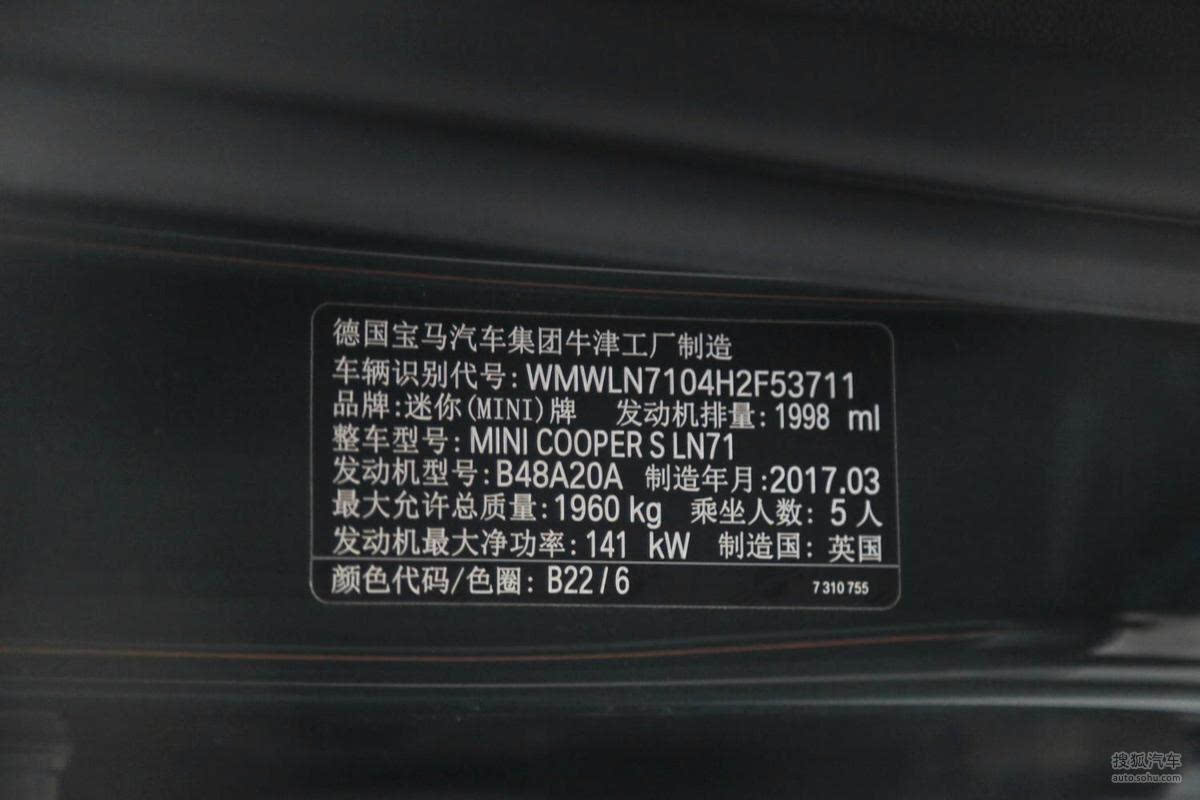 德国宝马汽车集团牛津工厂制造
车辆识别代号: WMWLN7104H2F53711
品牌:迷你(MINI)牌 发动机排量: 1998 ml
整车型号: MINI COOPER S LN71
发动机型号: B48A20A 制造年月:2017.03
最大允许总质量: 1960 kg 乘坐人数: 5 人
发动机最大净功率: 141 kW 制造国: 英国
颜色代码/色圈: B22/6 7 310 755
搜狐汽车
auto.sohu.com